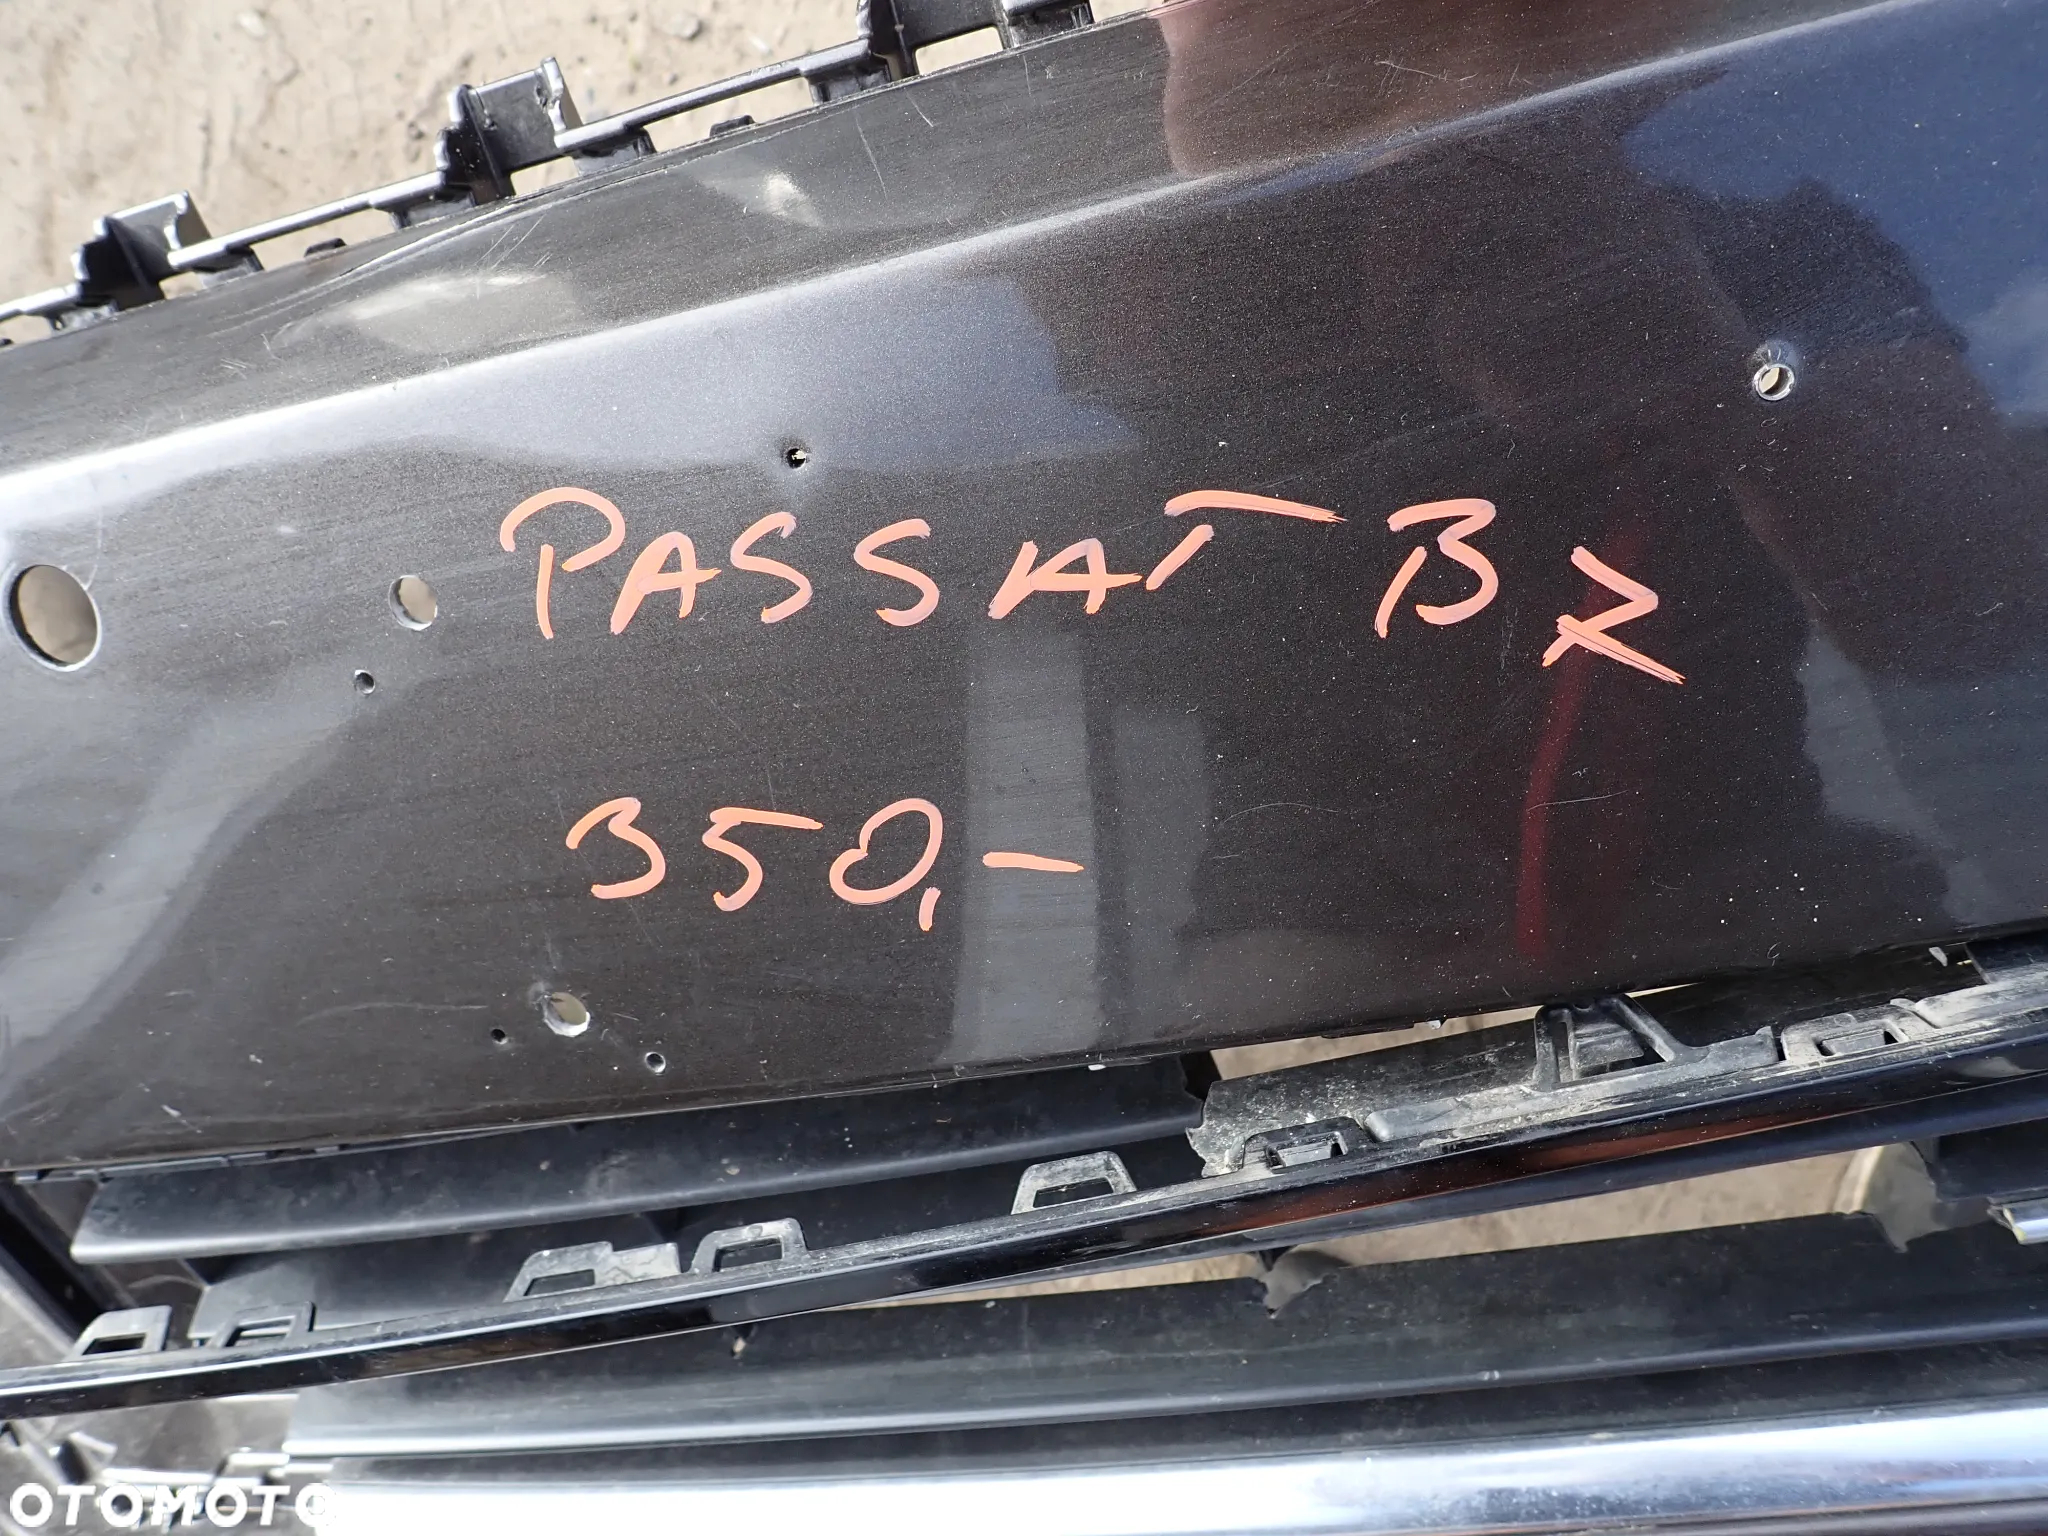 PASSAT B7
350,-
OTOMOTO